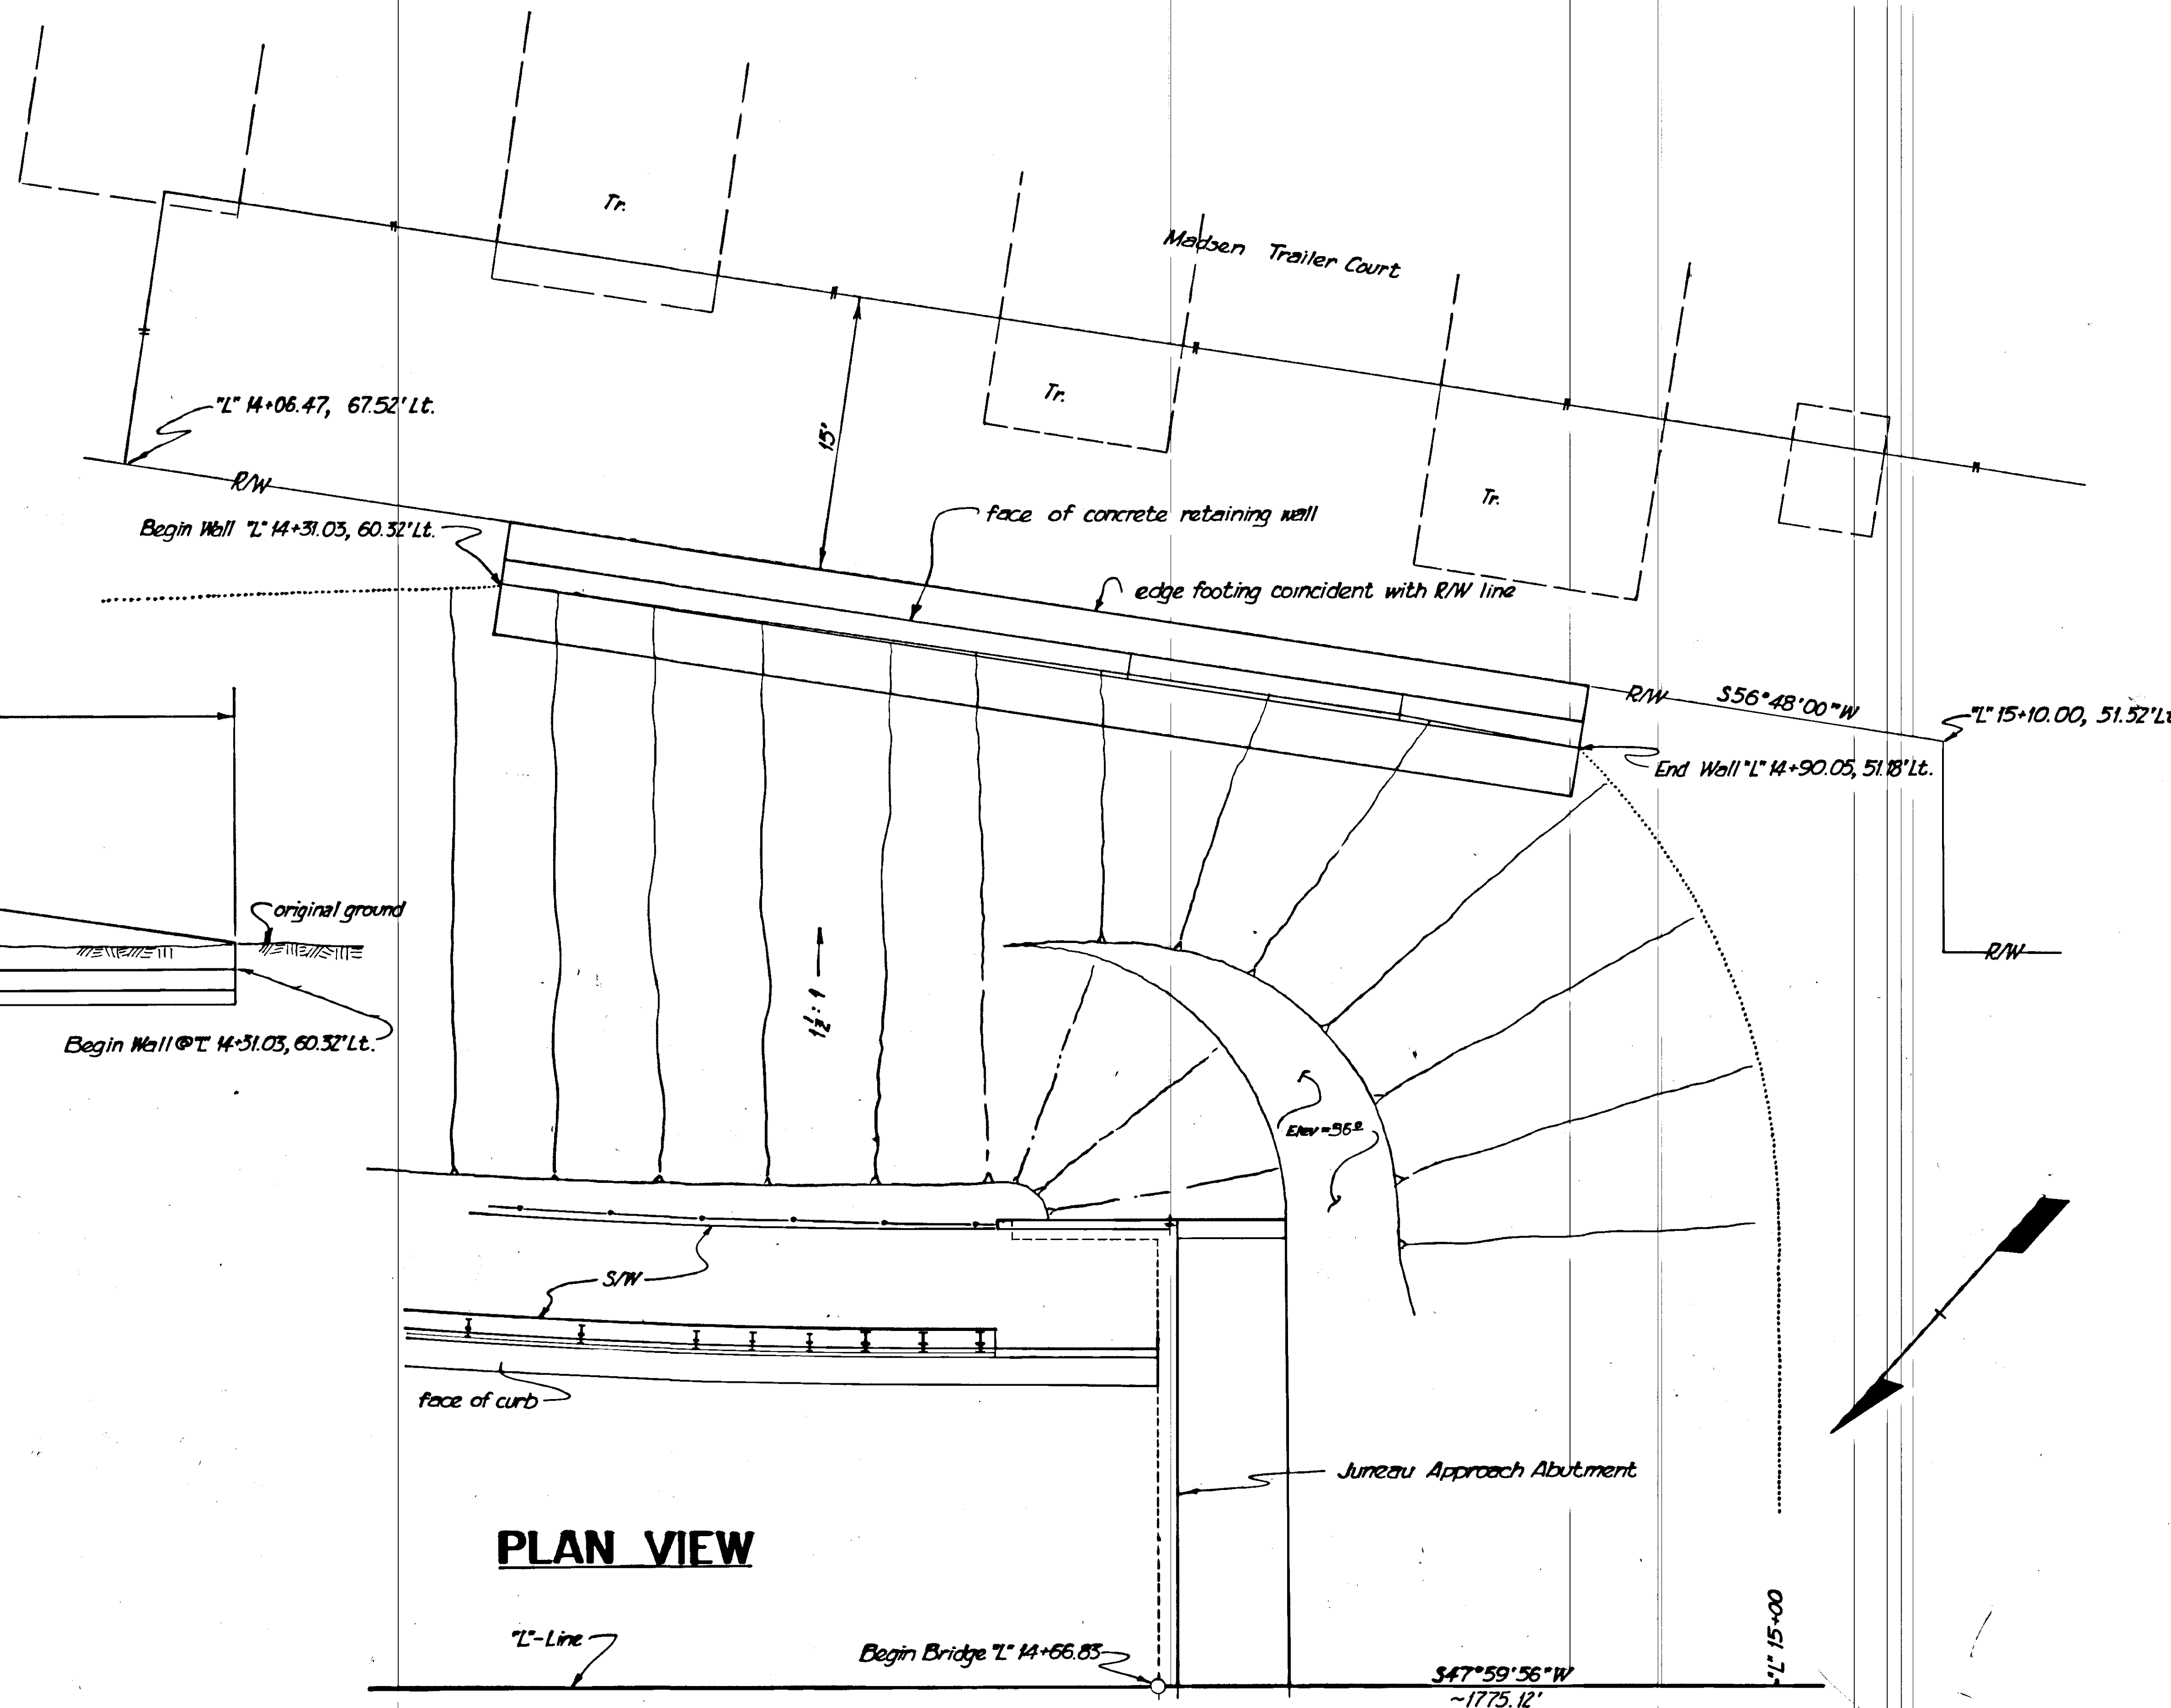 Tr.
Madsen Trailer Court
"L" 14+06.47, 67.52' Lt.
15'
Tr.
R/W
Tr.
Begin Wall "L" 14+31.03, 60.32' Lt.
face of concrete retaining wall
edge footing coincident with R/W line
R/W
S56°48'00"W
"L" 15+10.00, 51.52' Lt
End Wall "L" 14+90.05, 51.18' Lt.
original ground
R/W
1½:1
Begin Wall @ "L" 14+31.03, 60.32' Lt.
Elev=36º
S/W
face of curb
Juneau Approach Abutment
PLAN VIEW
"L" 15+00
"L"-Line
Begin Bridge "L" 14+66.83
S47°59'56"W
~1775.12'